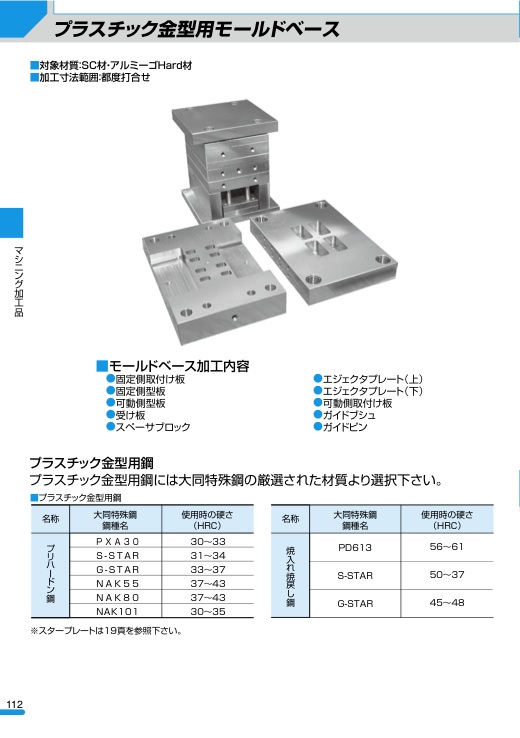 プラスチック金型用モールドベース
■対象材質:SC材・アルミーゴHard材
■加工寸法範囲:都度打合せ
マシニング加工品
■モールドベース加工内容
●固定側取付け板
●固定側型板
●可動側型板
●受け板
●スペーサブロック
●エジェクタプレート(上)
●エジェクタプレート(下)
●可動側取付け板
●ガイドブシュ
●ガイドピン
プラスチック金型用鋼
プラスチック金型用鋼には大同特殊鋼の厳選された材質より選択下さい。
■プラスチック金型用鋼
名称 大同特殊鋼 鋼種名 使用時の硬さ (HRC)
プリハードン鋼
PXA30 30〜33
S-STAR 31〜34
G-STAR 33〜37
NAK55 37〜43
NAK80 37〜43
NAK101 30〜35
名称 大同特殊鋼 鋼種名 使用時の硬さ (HRC)
焼入れ焼戻し鋼
PD613 56〜61
S-STAR 50〜37
G-STAR 45〜48
※スタープレートは19頁を参照下さい。
112